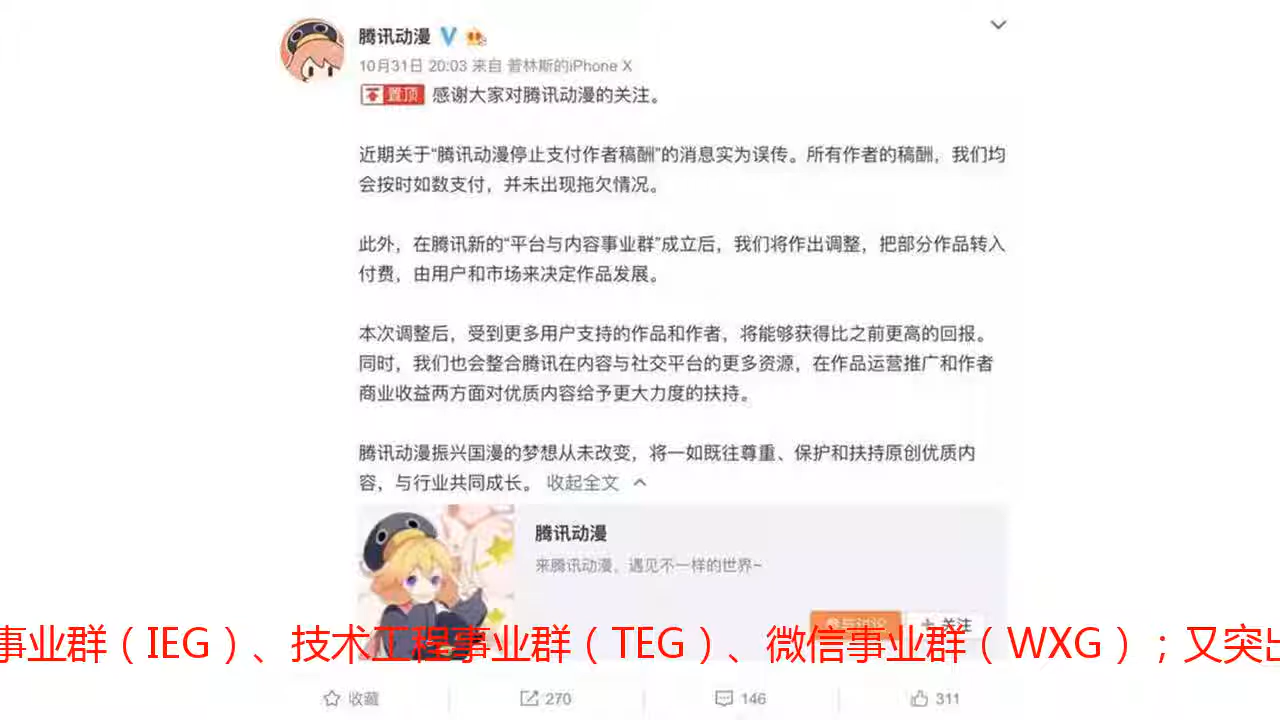 腾讯动漫
10月31日 20:03 来自 普林斯的iPhone X
置顶 感谢大家对腾讯动漫的关注。
近期关于“腾讯动漫停止支付作者稿酬”的消息实为误传。所有作者的稿酬，我们均
会按时如数支付，并未出现拖欠情况。
此外，在腾讯新的“平台与内容事业群”成立后，我们将作出调整，把部分作品转入
付费，由用户和市场来决定作品发展。
本次调整后，受到更多用户支持的作品和作者，将能够获得比之前更高的回报。
同时，我们也会整合腾讯在内容与社交平台的更多资源，在作品运营推广和作者
商业收益两方面对优质内容给予更大力度的扶持。
腾讯动漫振兴国漫的梦想从未改变，将一如既往尊重、保护和扶持原创优质内
容，与行业共同成长。 收起全文
腾讯动漫
来腾讯动漫，遇见不一样的世界~
参与讨论 + 关注
事业群（IEG）、技术工程事业群（TEG）、微信事业群（WXG）；又突出
收藏 270 146 311